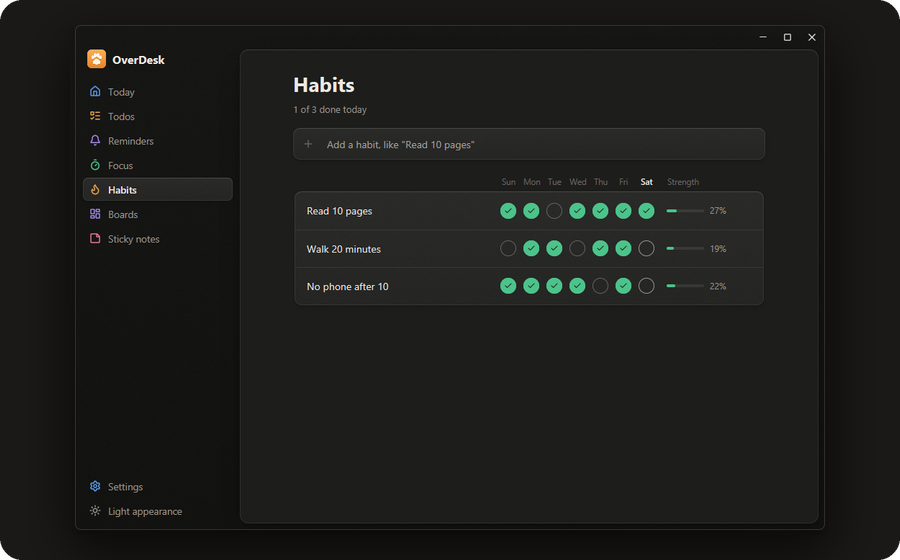 OverDesk
Today
Todos
Reminders
Focus
Habits
Boards
Sticky notes
Settings
Light appearance
Habits
1 of 3 done today
Add a habit, like "Read 10 pages"
Sun Mon Tue Wed Thu Fri Sat Strength
Read 10 pages 27%
Walk 20 minutes 19%
No phone after 10 22%